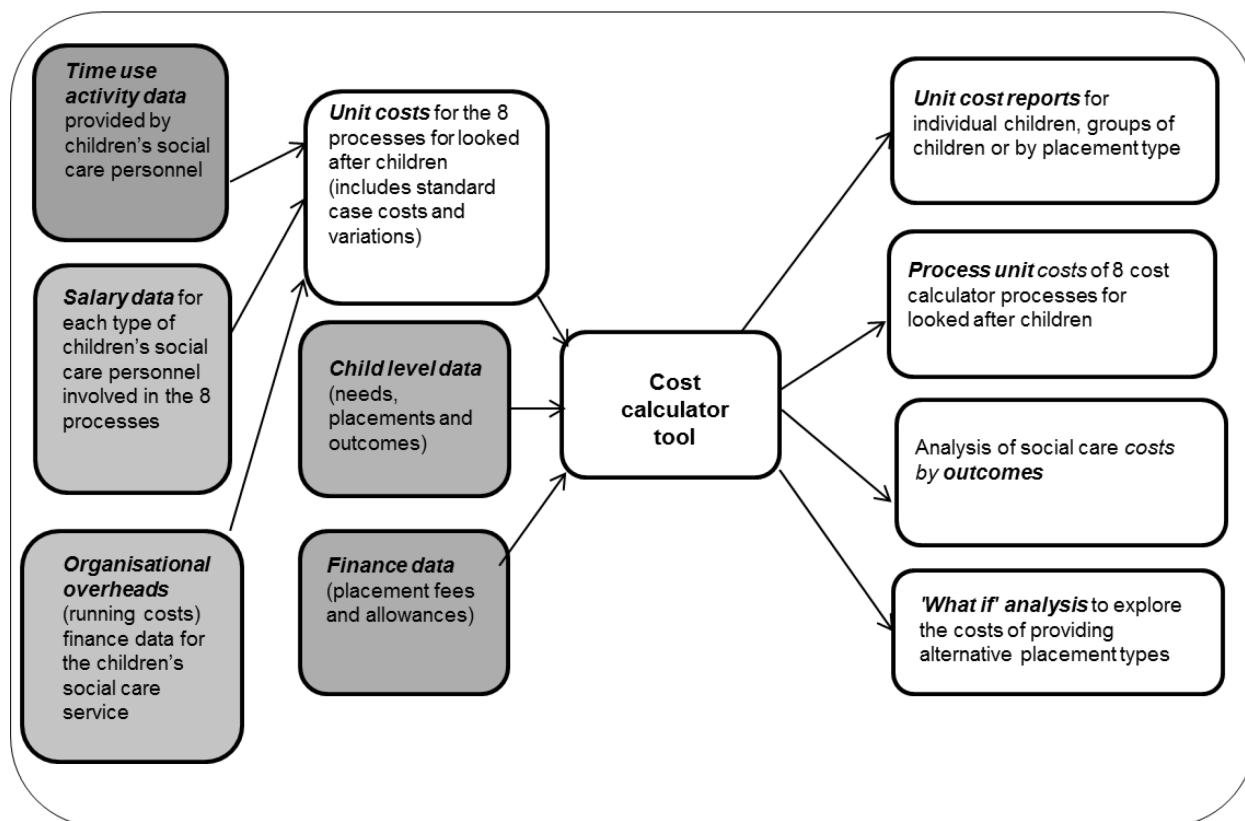 Time use
activity data
provided by
children's social
care personnel
Salary data for
each type of
children's social
care personnel
involved in the 8
processes
Organisational
overheads
(running costs)
finance data for
the children's
social care
service
Unit costs for the 8
processes for looked
after children
(includes standard
case costs and
variations)
Child level data
(needs,
placements and
outcomes)
Finance data
(placement fees
and allowances)
Cost
calculator
tool
Unit cost reports for
individual children, groups of
children or by placement type
Process unit costs of 8 cost
calculator processes for
looked after children
Analysis of social care costs
by outcomes
'What if' analysis to explore
the costs of providing
alternative placement types